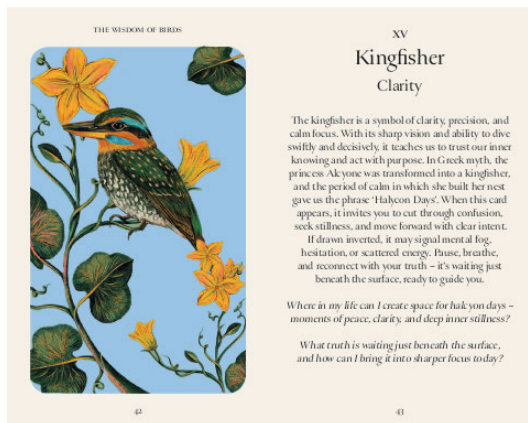 THE WISDOM OF BIRDS
42
XV
Kingfisher
Clarity
The kingfisher is a symbol of clarity, precision, and
calm focus. With its sharp vision and ability to dive
swiftly and decisively, it teaches us to trust our inner
knowing and act with purpose. In Greek myth, the
princess Alcyone was transformed into a kingfisher,
and the period of calm in which she built her nest
gave us the phrase ‘Halcyon Days’. When this card
appears, it invites you to cut through confusion,
seek stillness, and move forward with clear intent.
If drawn inverted, it may signal mental fog,
hesitation, or scattered energy. Pause, breathe,
and reconnect with your truth – it’s waiting just
beneath the surface, ready to guide you.
Where in my life can I create space for halcyon days –
moments of peace, clarity, and deep inner stillness?
What truth is waiting just beneath the surface,
and how can I bring it into sharper focus today?
43